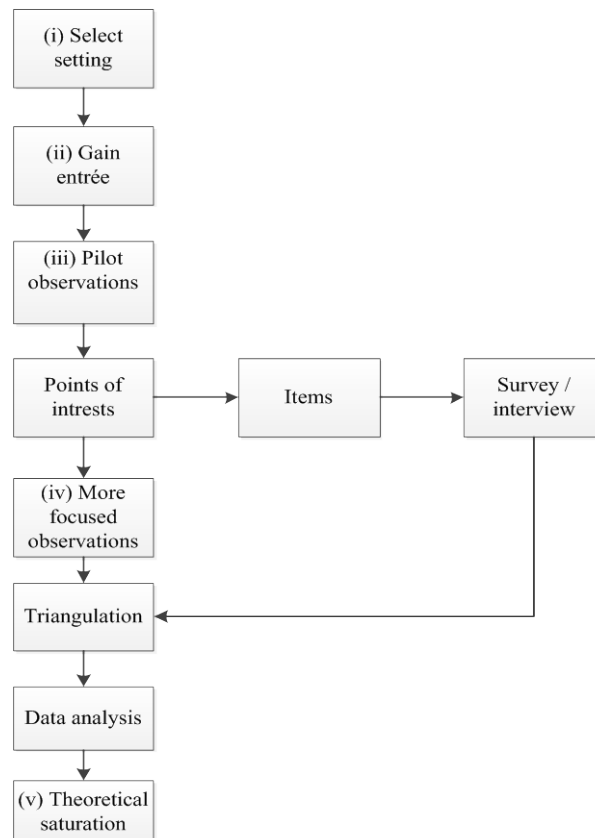 (i) Select
setting
(ii) Gain
entrée
(iii) Pilot
observations
Points of
intrests
Items
Survey /
interview
(iv) More
focused
observations
Triangulation
Data analysis
(v) Theoretical
saturation